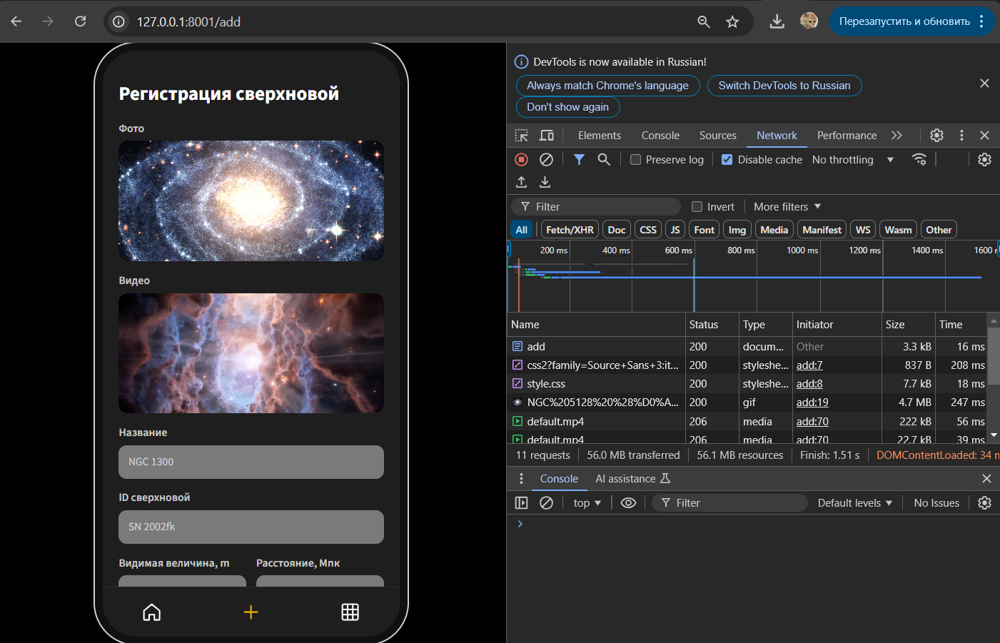 127.0.0.1:8001/add
Перезапустить и обновить
Регистрация сверхновой
Фото
Видео
Название
NGC 1300
ID сверхновой
SN 2002fk
Видимая величина, m
Расстояние, Мпк
DevTools is now available in Russian!
Always match Chrome's language
Switch DevTools to Russian
Don't show again
Elements Console Sources Network Performance
Preserve log Disable cache No throttling
Filter Invert More filters
All Fetch/XHR Doc CSS JS Font Img Media Manifest WS Wasm Other
200 ms 400 ms 600 ms 800 ms 1000 ms 1200 ms 1400 ms 1600
Name Status Type Initiator Size Time
add 200 docum... Other 3.3 kB 16 ms
css2?family=Source+Sans+3:it... 200 styleshe... add:7 837 B 208 ms
style.css 200 styleshe... add:8 7.7 kB 18 ms
NGC%205128%20%28%D0%A... 200 gif add:19 4.7 MB 247 ms
default.mp4 206 media add:70 222 kB 56 ms
default.mp4 206 media add:70 22.7 kB 39 ms
11 requests 56.0 MB transferred 56.1 MB resources Finish: 1.51 s DOMContentLoaded: 34
Console AI assistance
top Filter Default levels No Issues